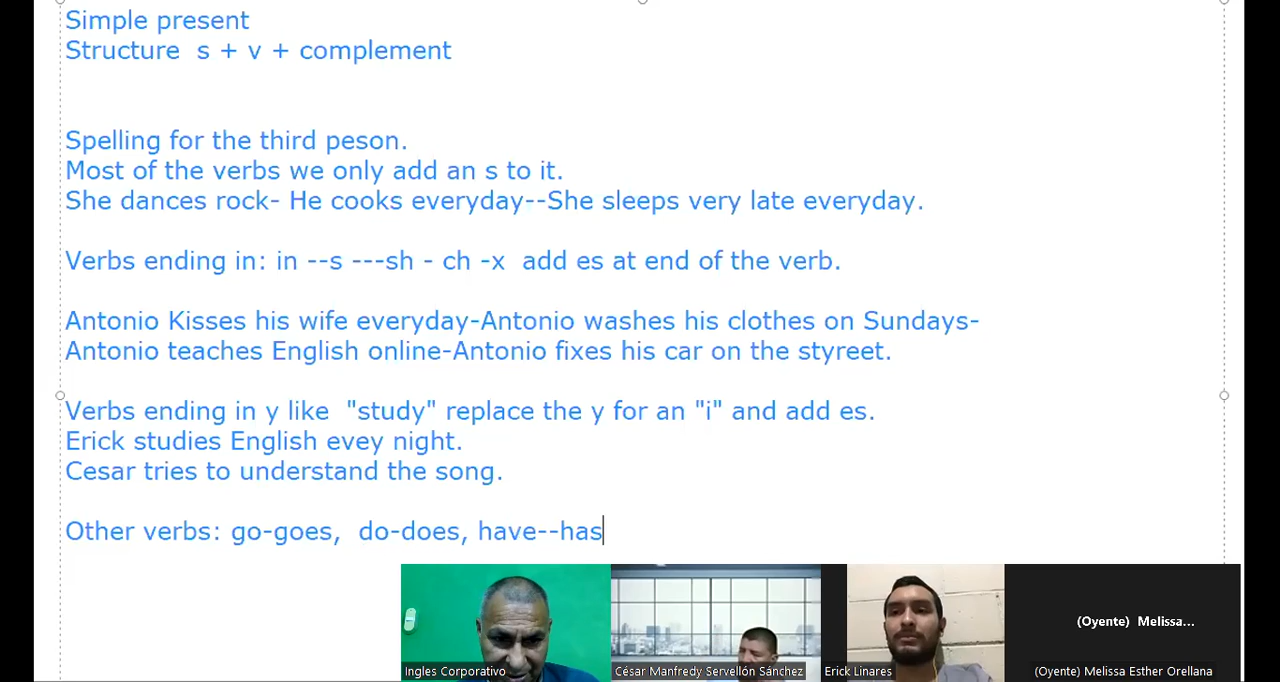 Simple present
Structure  s + v + complement
Spelling for the third peson.
Most of the verbs we only add an s to it.
She dances rock- He cooks everyday--She sleeps very late everyday.
Verbs ending in: in --s ---sh - ch -x  add es at end of the verb.
Antonio Kisses his wife everyday-Antonio washes his clothes on Sundays-
Antonio teaches English online-Antonio fixes his car on the styreet.
Verbs ending in y like  "study" replace the y for an "i" and add es.
Erick studies English evey night.
Cesar tries to understand the song.
Other verbs: go-goes,  do-does, have--has
(Oyente)  Melissa...
Ingles Corporativo
César Manfredy Servellón Sánchez
Erick Linares
(Oyente) Melissa Esther Orellana